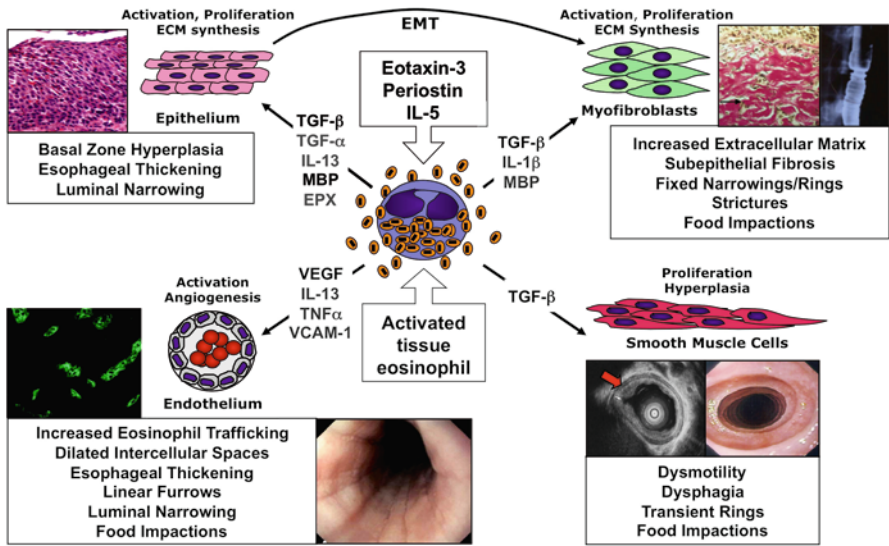 Activation, Proliferation
ECM synthesis
EMT
Activation, Proliferation
ECM Synthesis
Eotaxin-3
Periostin
IL-5
Epithelium
Myofibroblasts
Basal Zone Hyperplasia
Esophageal Thickening
Luminal Narrowing
TGF-β
TGF-α
IL-13
MBP
EPX
TGF-β
IL-1β
MBP
Increased Extracellular Matrix
Subepithelial Fibrosis
Fixed Narrowings/Rings
Strictures
Food Impactions
Activation
Angiogenesis
Endothelium
VEGF
IL-13
TNFα
VCAM-1
Activated
tissue
eosinophil
TGF-β
Proliferation
Hyperplasia
Smooth Muscle Cells
Increased Eosinophil Trafficking
Dilated Intercellular Spaces
Esophageal Thickening
Linear Furrows
Luminal Narrowing
Food Impactions
Dysmotility
Dysphagia
Transient Rings
Food Impactions